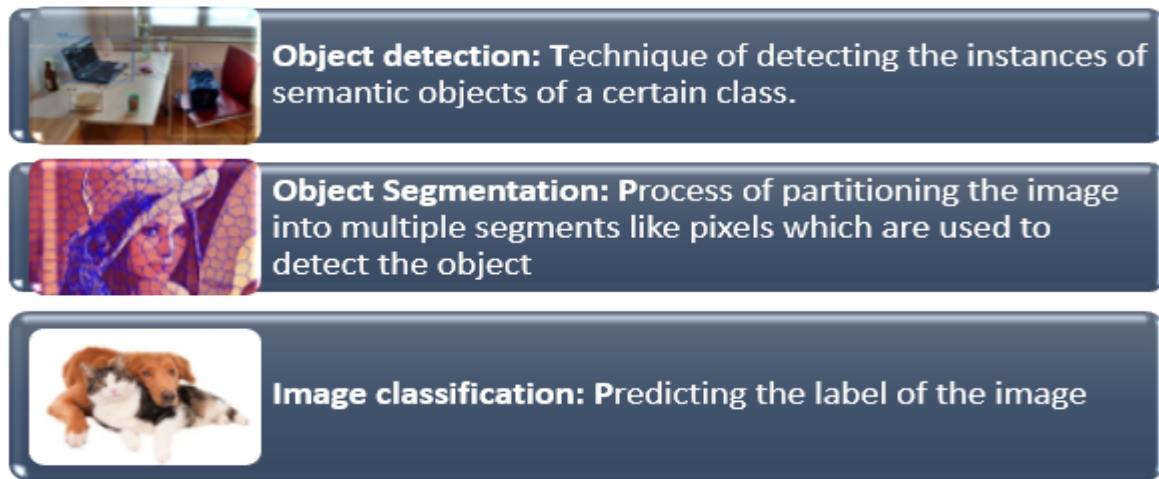 Object detection: Technique of detecting the instances of
semantic objects of a certain class.
Object Segmentation: Process of partitioning the image
into multiple segments like pixels which are used to
detect the object
Image classification: Predicting the label of the image